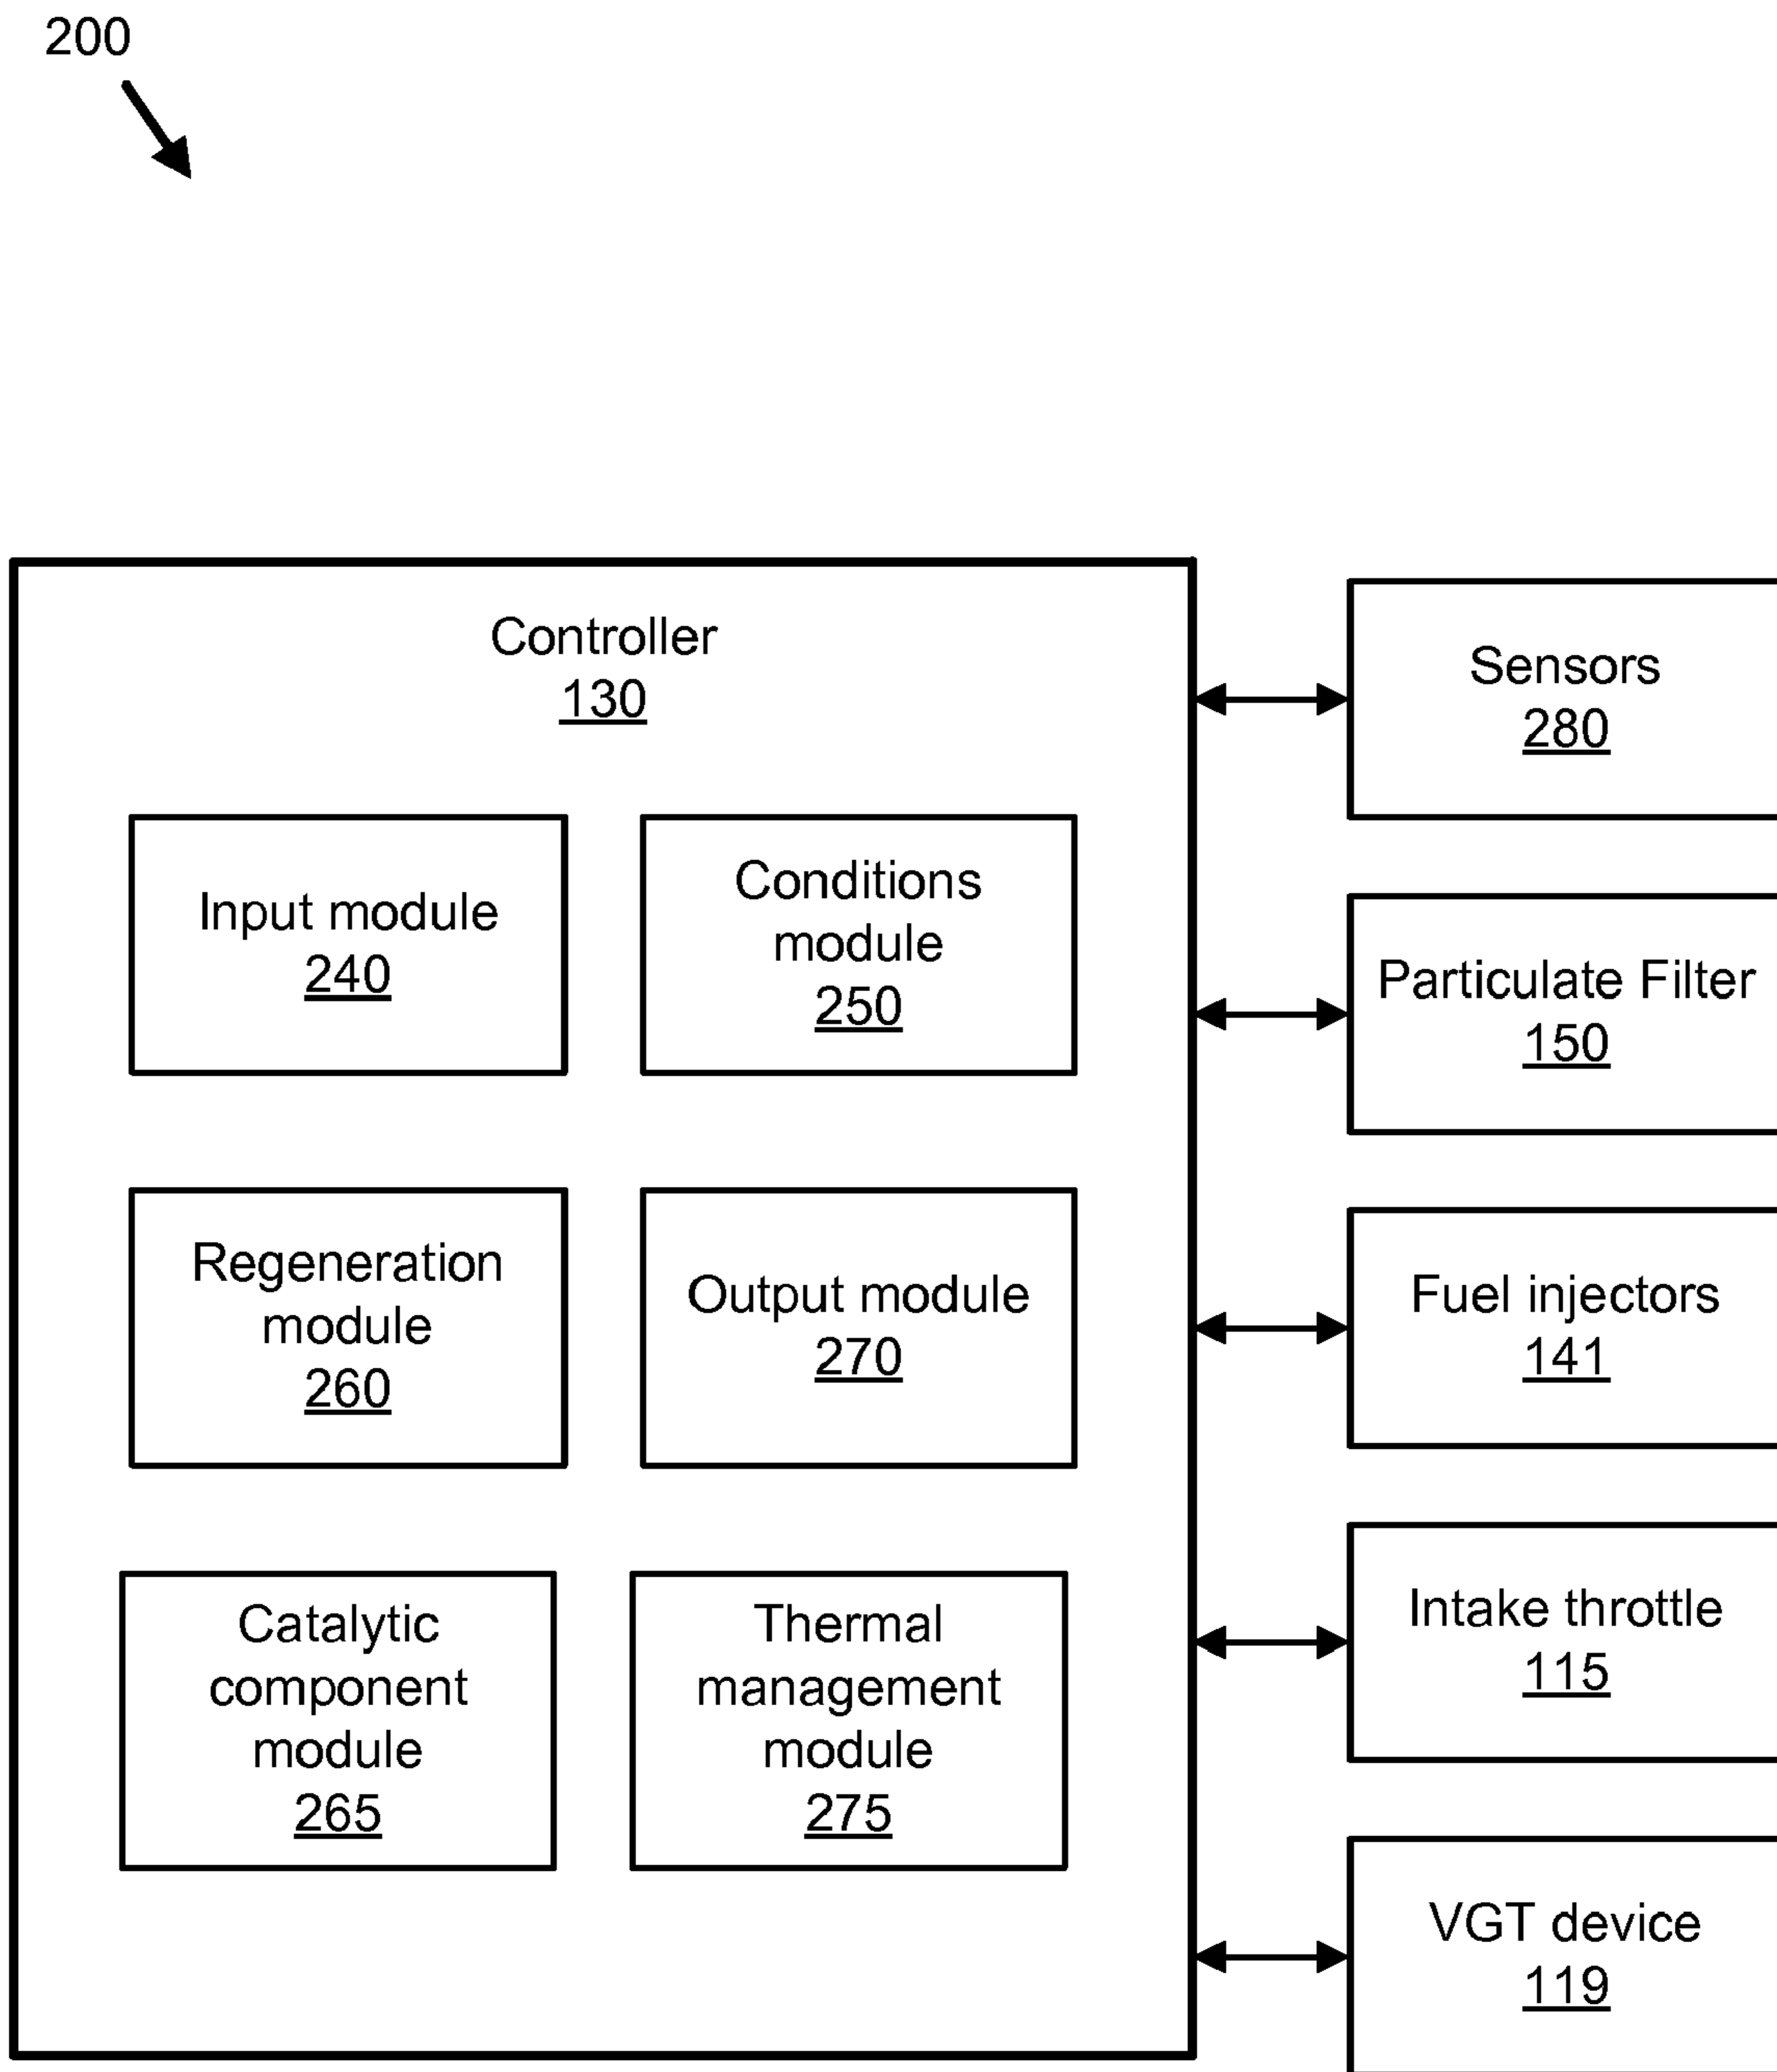 200
Controller
130
Input module
240
Conditions
module
250
Regeneration
module
260
Output module
270
Catalytic
component
module
265
Thermal
management
module
275
Sensors
280
Particulate Filter
150
Fuel injectors
141
Intake throttle
115
VGT device
119